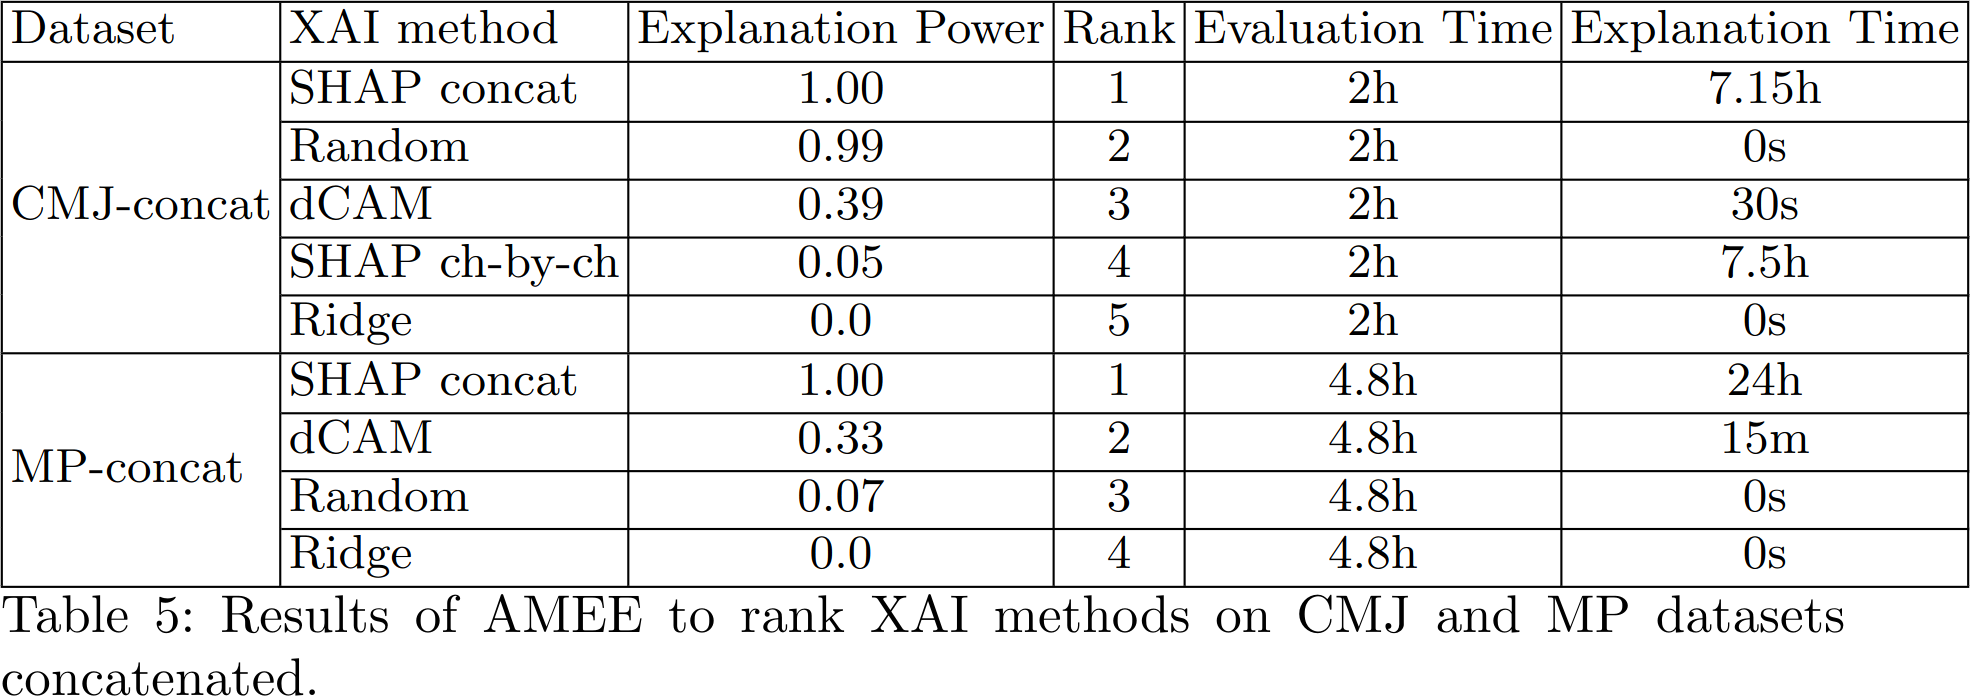 Dataset XAI method Explanation Power Rank Evaluation Time Explanation Time
SHAP concat 1.00 1 2h 7.15h
Random 0.99 2 2h 0s
CMJ-concat dCAM 0.39 3 2h 30s
SHAP ch-by-ch 0.05 4 2h 7.5h
Ridge 0.0 5 2h 0s
SHAP concat 1.00 1 4.8h 24h
dCAM 0.33 2 4.8h 15m
MP-concat
Random 0.07 3 4.8h 0s
Ridge 0.0 4 4.8h 0s
Table 5: Results of AMEE to rank XAI methods on CMJ and MP datasets
concatenated.